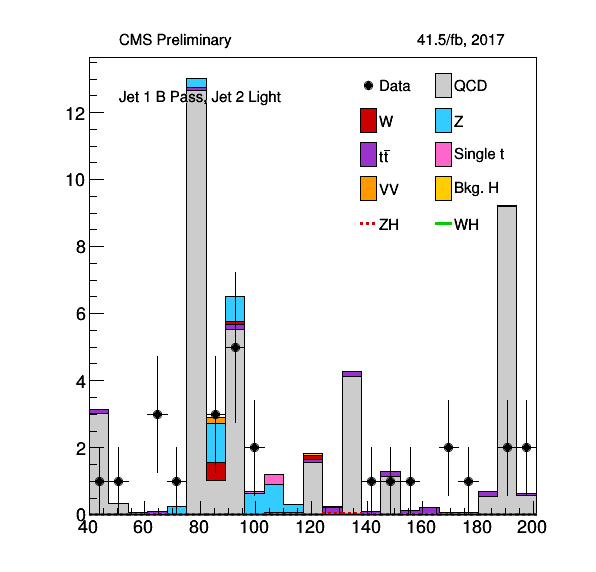 CMS Preliminary 41.5/fb, 2017
Jet 1 B Pass, Jet 2 Light
Data QCD
W Z
tt̅ Single t
VV Bkg. H
ZH WH
12
10
8
6
4
2
0
40 60 80 100 120 140 160 180 200